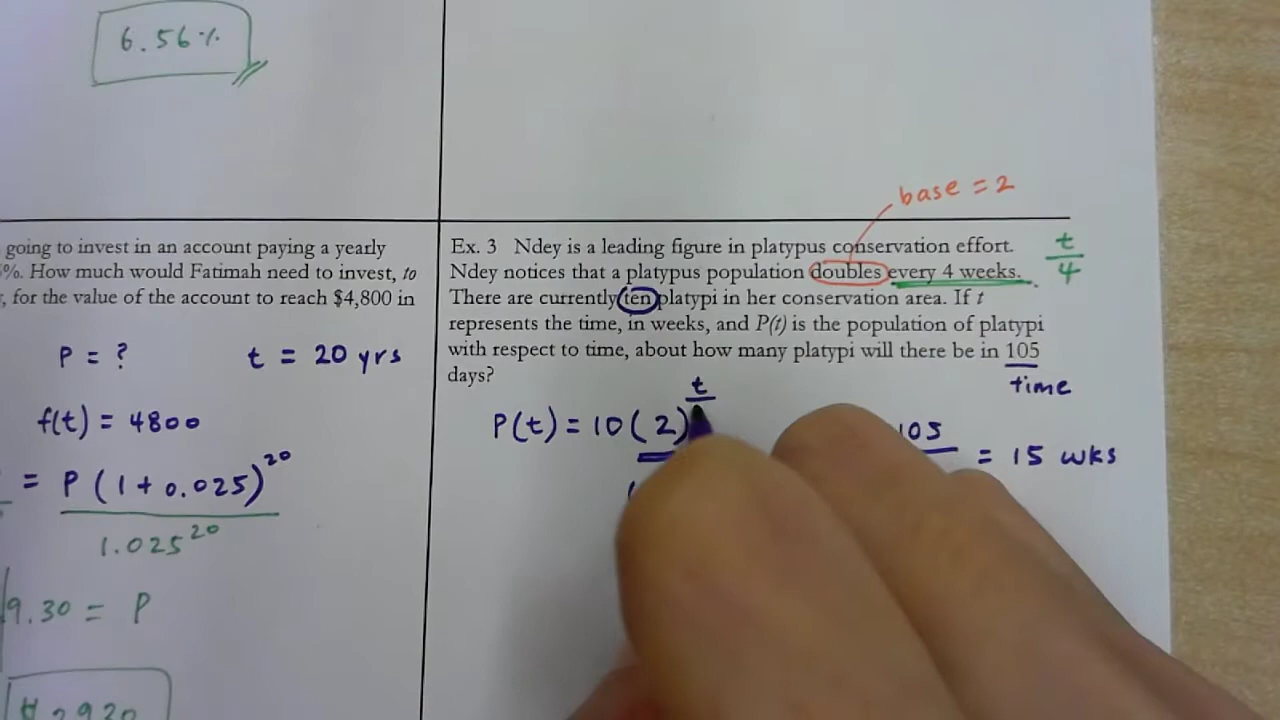 6.56%
going to invest in an account paying a yearly
%. How much would Fatimah need to invest, to
, for the value of the account to reach $4,800 in
P = ?
t = 20 yrs
f(t) = 4800
= P (1 + 0.025)^20
1.025^20
9.30 = P
2920
base = 2
Ex. 3 Ndey is a leading figure in platypus conservation effort.
Ndey notices that a platypus population doubles every 4 weeks.
t/4
There are currently ten platypi in her conservation area. If t
represents the time, in weeks, and P(t) is the population of platypi
with respect to time, about how many platypi will there be in 105
days?
time
P(t) = 10(2)^t
105
= 15 wks